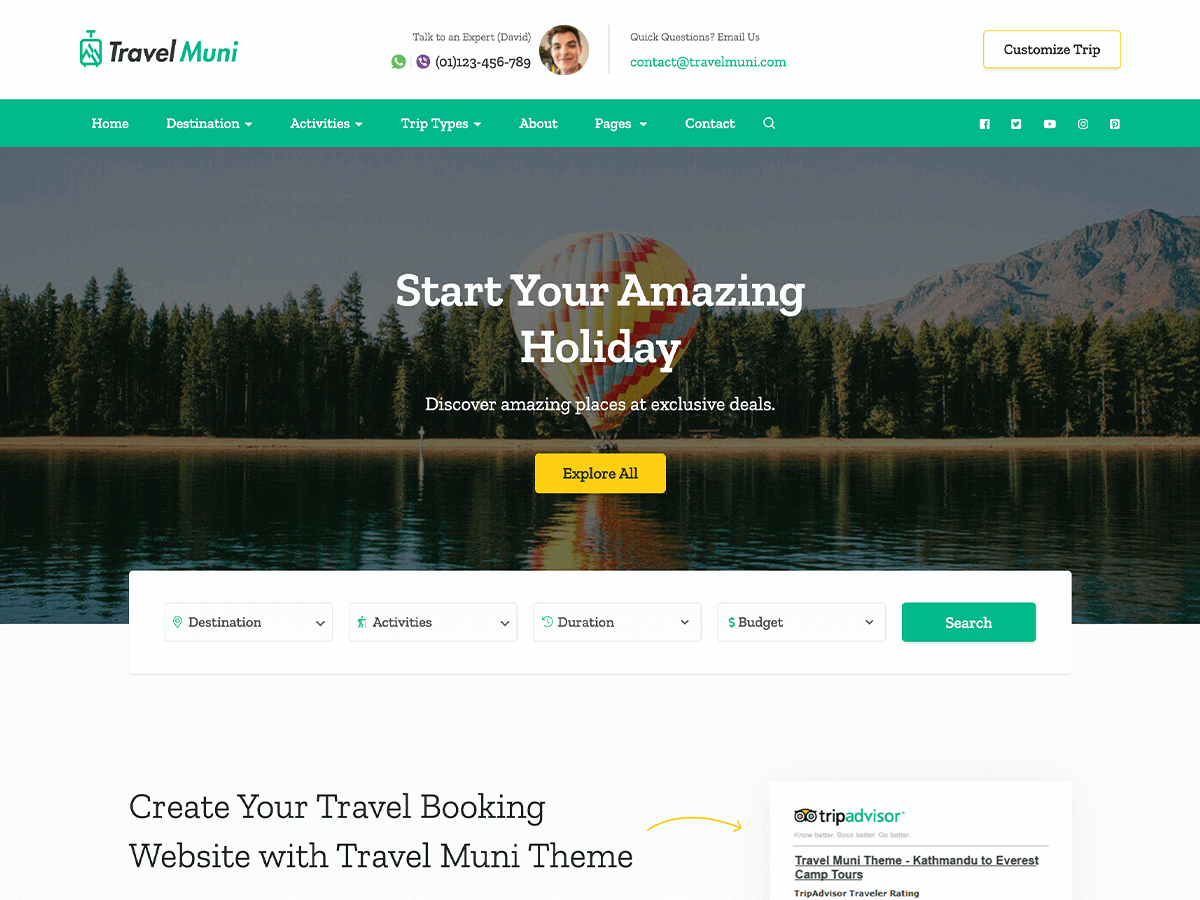 Travel Muni
Talk to an Expert (David)
(01)123-456-789
Quick Questions? Email Us
contact@travelmuni.com
Customize Trip
Home
Destination
Activities
Trip Types
About
Pages
Contact
Start Your Amazing
Holiday
Discover amazing places at exclusive deals.
Explore All
Destination
Activities
Duration
$ Budget
Search
Create Your Travel Booking
Website with Travel Muni Theme
tripadvisor®
Know better. Book better. Go better.
Travel Muni Theme - Kathmandu to Everest
Camp Tours
TripAdvisor Traveler Rating